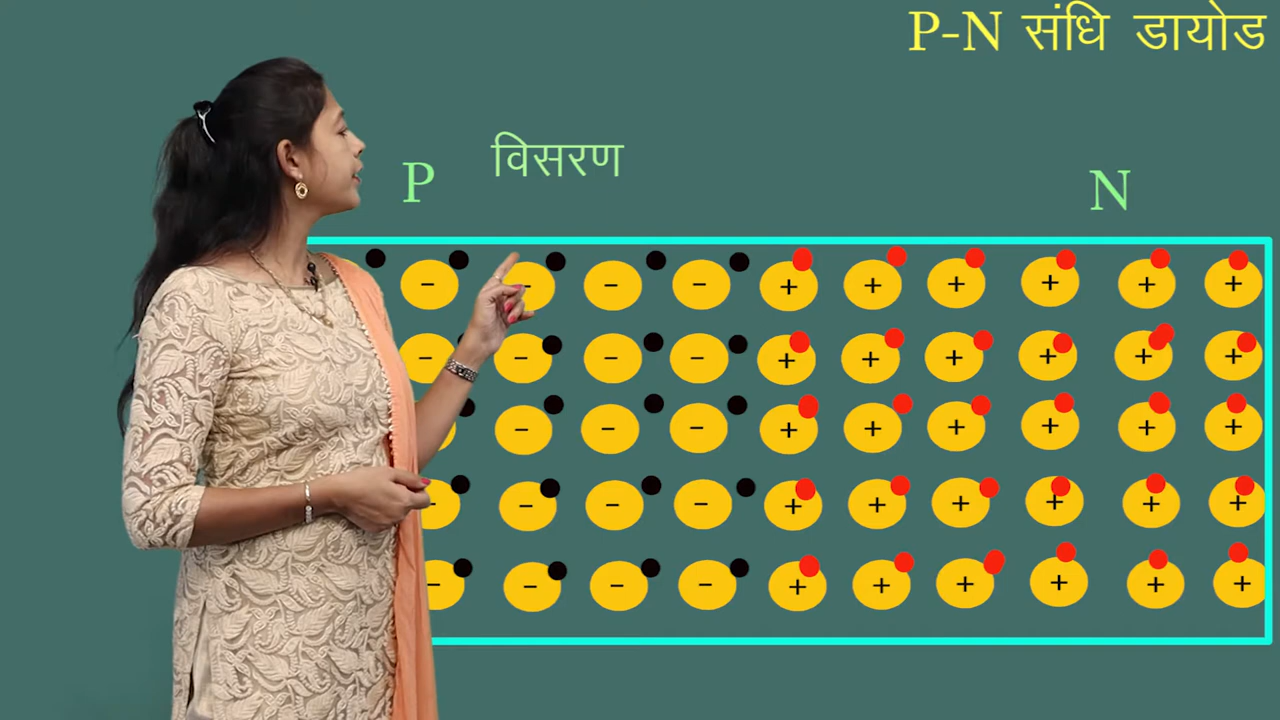 P-N संधि डायोड
विसरण
P
N
- - - - + + + + + +
- - - - + + + + + +
- - - + + + + + +
- - - - + + + + + +
- - - - + + + + + +